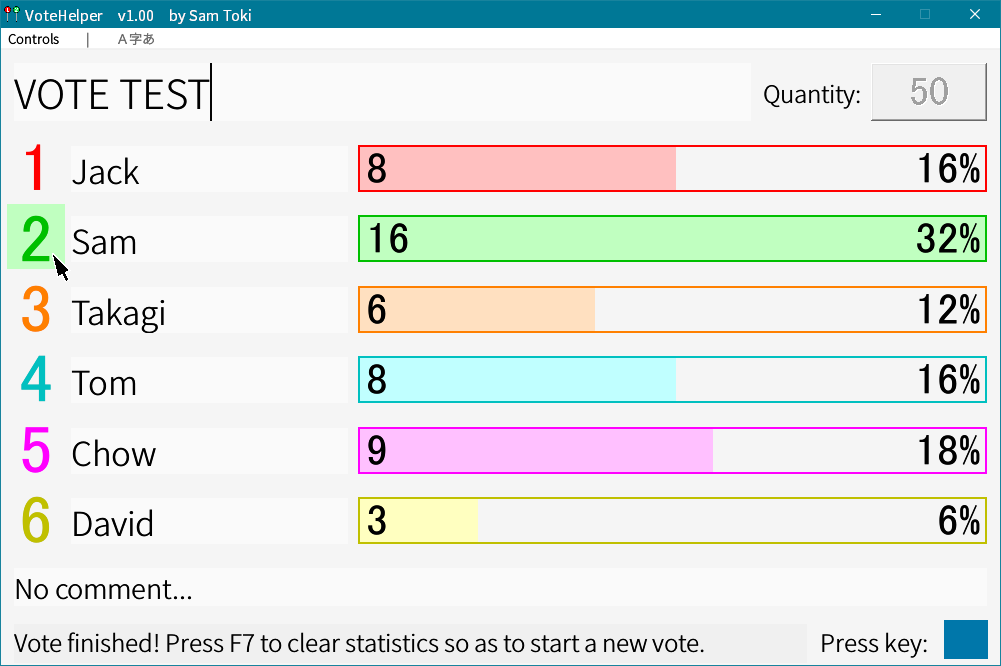 VoteHelper v1.00 by Sam Toki
Controls | A字あ
VOTE TEST Quantity: 50
1 Jack 8 16%
2 Sam 16 32%
3 Takagi 6 12%
4 Tom 8 16%
5 Chow 9 18%
6 David 3 6%
No comment...
Vote finished! Press F7 to clear statistics so as to start a new vote. Press key: